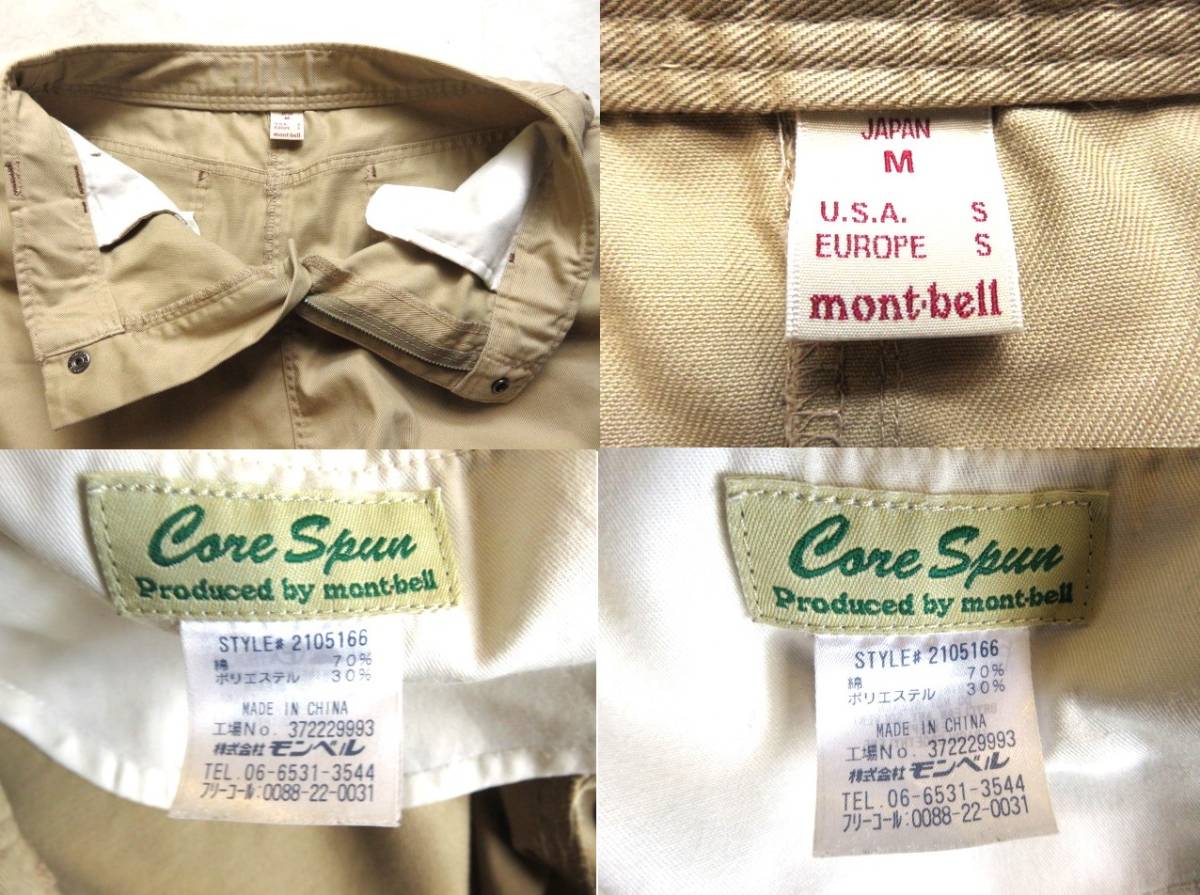 U.S.A. S
EUROPE S
mont·bell
JAPAN
M
U.S.A. S
EUROPE S
mont·bell
Core Spun
Produced by mont·bell
STYLE# 2105166
綿 70%
ポリエステル 30%
MADE IN CHINA
工場No. 372229993
株式会社 モンベル
TEL.06-6531-3544
フリーコール:0088-22-0031
Core Spun
Produced by mont·bell
STYLE# 2105166
綿 70%
ポリエステル 30%
MADE IN CHINA
工場No. 372229993
株式会社 モンベル
TEL.06-6531-3544
フリーコール:0088-22-0031